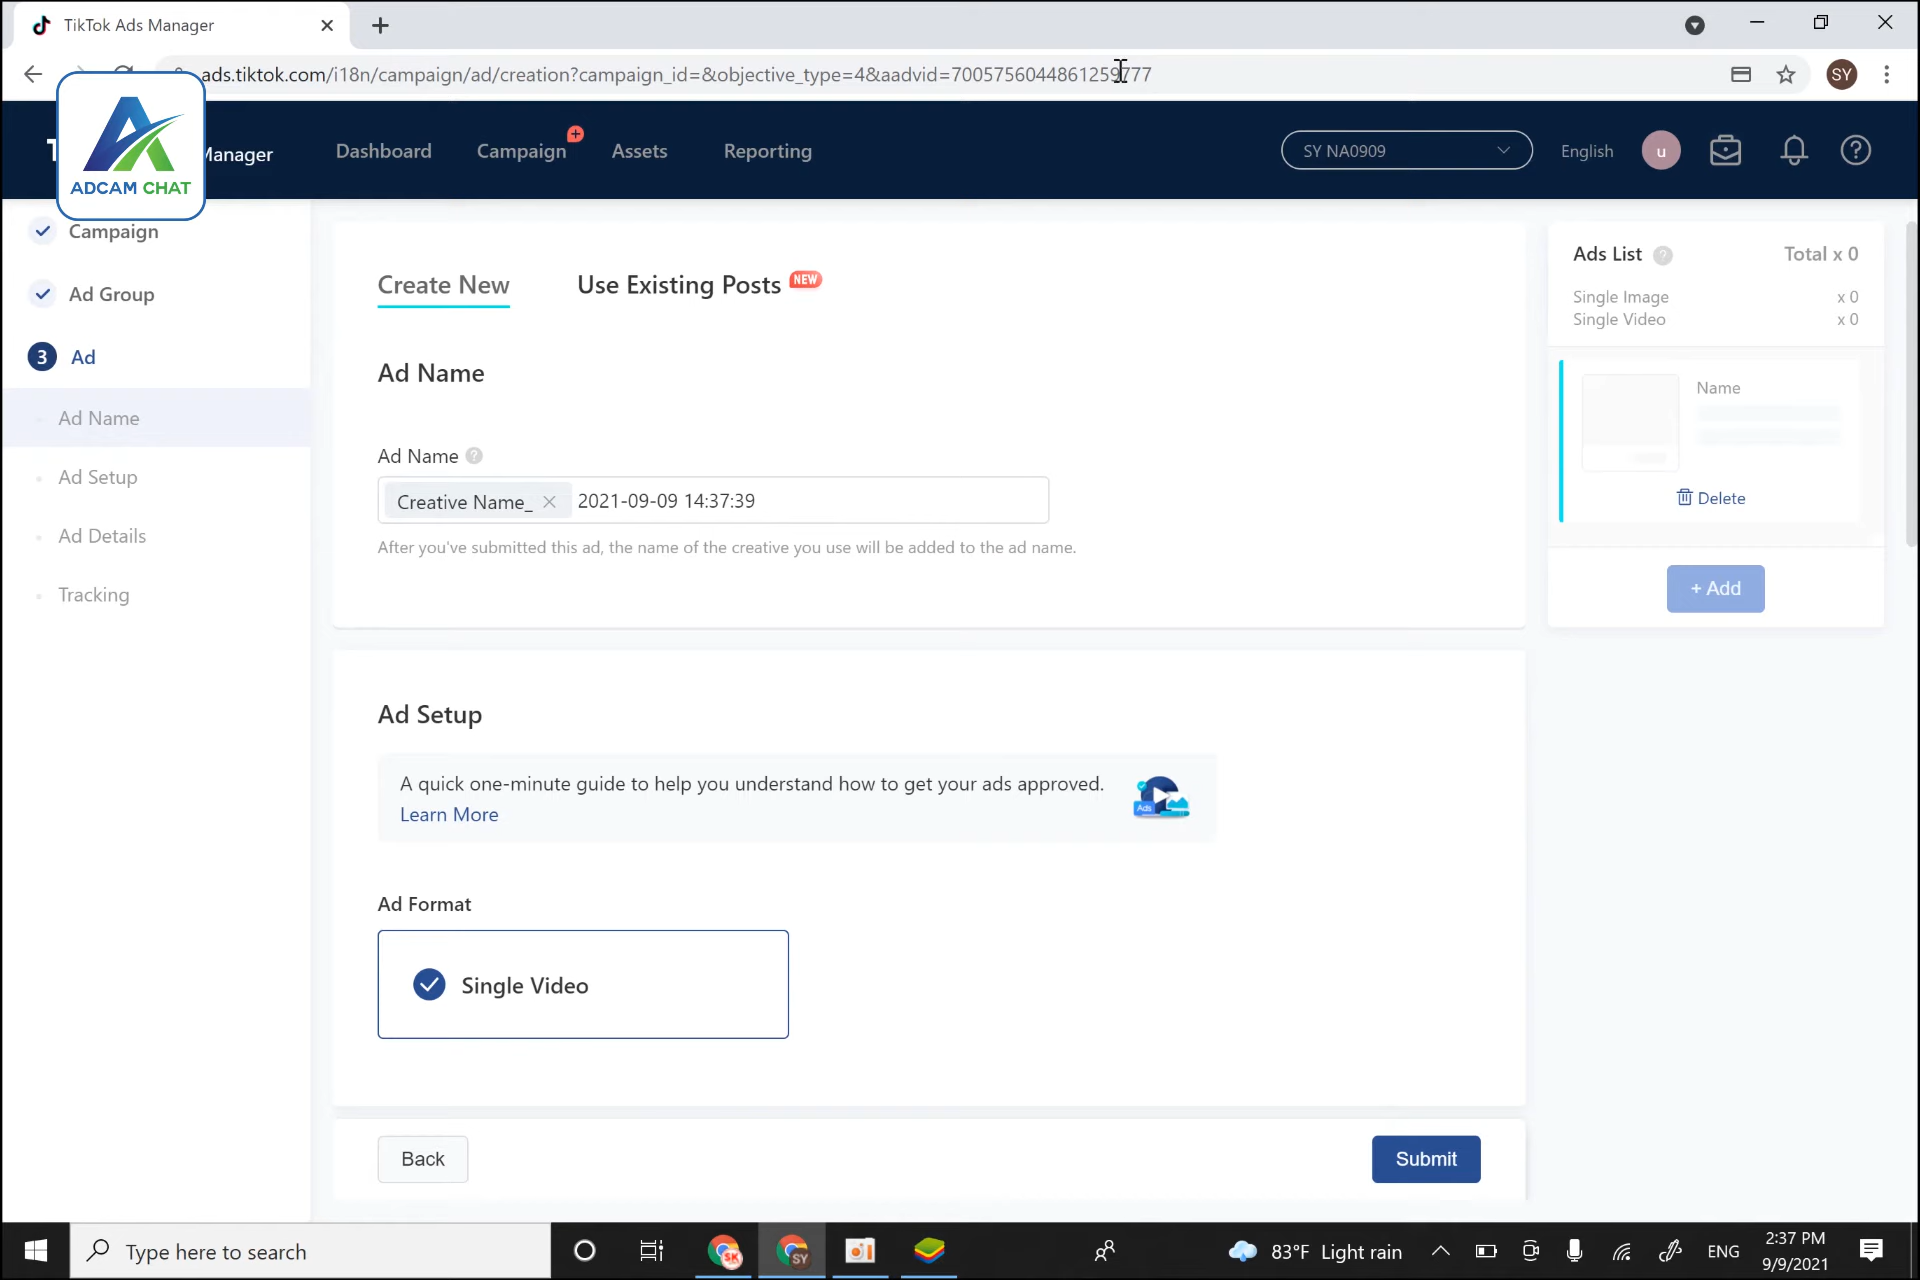 TikTok Ads Manager
ads.tiktok.com/i18n/campaign/ad/creation?campaign_id=&objective_type=4&aadvid=7005756044861259777
SY
ADCAM CHAT
Manager
Dashboard
Campaign
Assets
Reporting
SY NA0909
English
u
Campaign
Ad Group
3 Ad
Ad Name
Ad Setup
Ad Details
Tracking
Create New
Use Existing Posts NEW
Ad Name
Ad Name ?
Creative Name_ 2021-09-09 14:37:39
After you've submitted this ad, the name of the creative you use will be added to the ad name.
Ad Setup
A quick one-minute guide to help you understand how to get your ads approved.
Learn More
Ads
Ad Format
Single Video
Back
Submit
Ads List ? Total x 0
Single Image x 0
Single Video x 0
Name
Delete
+ Add
Type here to search
SK
SY
83°F Light rain
ENG
2:37 PM
9/9/2021